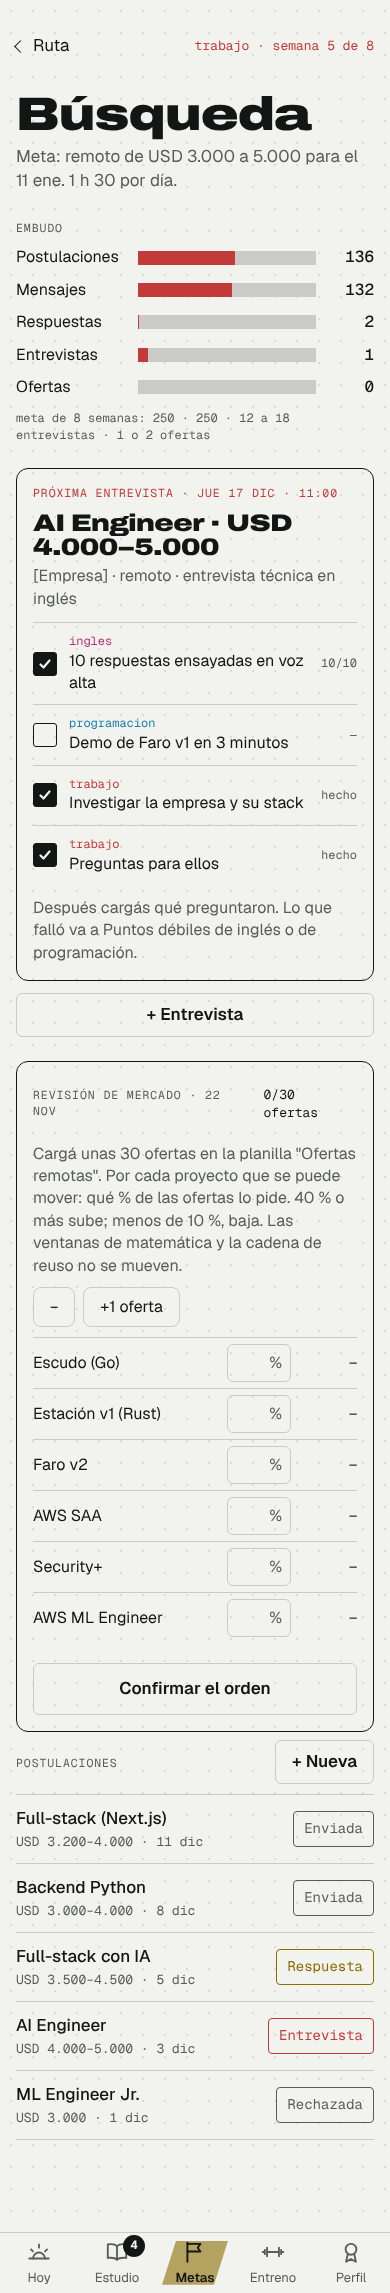 Ruta
trabajo · semana 5 de 8
Búsqueda
Meta: remoto de USD 3.000 a 5.000 para el
11 ene. 1 h 30 por día.
EMBUDO
Postulaciones 136
Mensajes 132
Respuestas 2
Entrevistas 1
Ofertas 0
meta de 8 semanas: 250 · 250 · 12 a 18
entrevistas · 1 o 2 ofertas
PRÓXIMA ENTREVISTA · JUE 17 DIC · 11:00
AI Engineer · USD
4.000–5.000
[Empresa] · remoto · entrevista técnica en
inglés
ingles
10 respuestas ensayadas en voz
alta
10/10
programacion
Demo de Faro v1 en 3 minutos
–
trabajo
Investigar la empresa y su stack
hecho
trabajo
Preguntas para ellos
hecho
Después cargás qué preguntaron. Lo que
falló va a Puntos débiles de inglés o de
programación.
+ Entrevista
REVISIÓN DE MERCADO · 22
NOV
0/30
ofertas
Cargá unas 30 ofertas en la planilla "Ofertas
remotas". Por cada proyecto que se puede
mover: qué % de las ofertas lo pide. 40 % o
más sube; menos de 10 %, baja. Las
ventanas de matemática y la cadena de
reuso no se mueven.
− +1 oferta
Escudo (Go) % –
Estación v1 (Rust) % –
Faro v2 % –
AWS SAA % –
Security+ % –
AWS ML Engineer % –
Confirmar el orden
POSTULACIONES
+ Nueva
Full-stack (Next.js)
USD 3.200–4.000 · 11 dic
Enviada
Backend Python
USD 3.000–4.000 · 8 dic
Enviada
Full-stack con IA
USD 3.500–4.500 · 5 dic
Respuesta
AI Engineer
USD 4.000–5.000 · 3 dic
Entrevista
ML Engineer Jr.
USD 3.000 · 1 dic
Rechazada
4
Hoy Estudio Metas Entreno Perfil